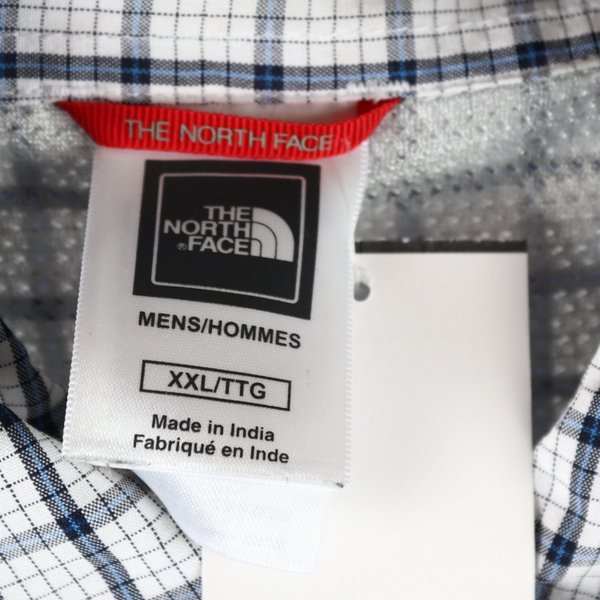 THE NORTH FACE
THE
NORTH
®FACE
MENS/HOMMES
XXL/TTG
Made in India
Fabriqué en Inde